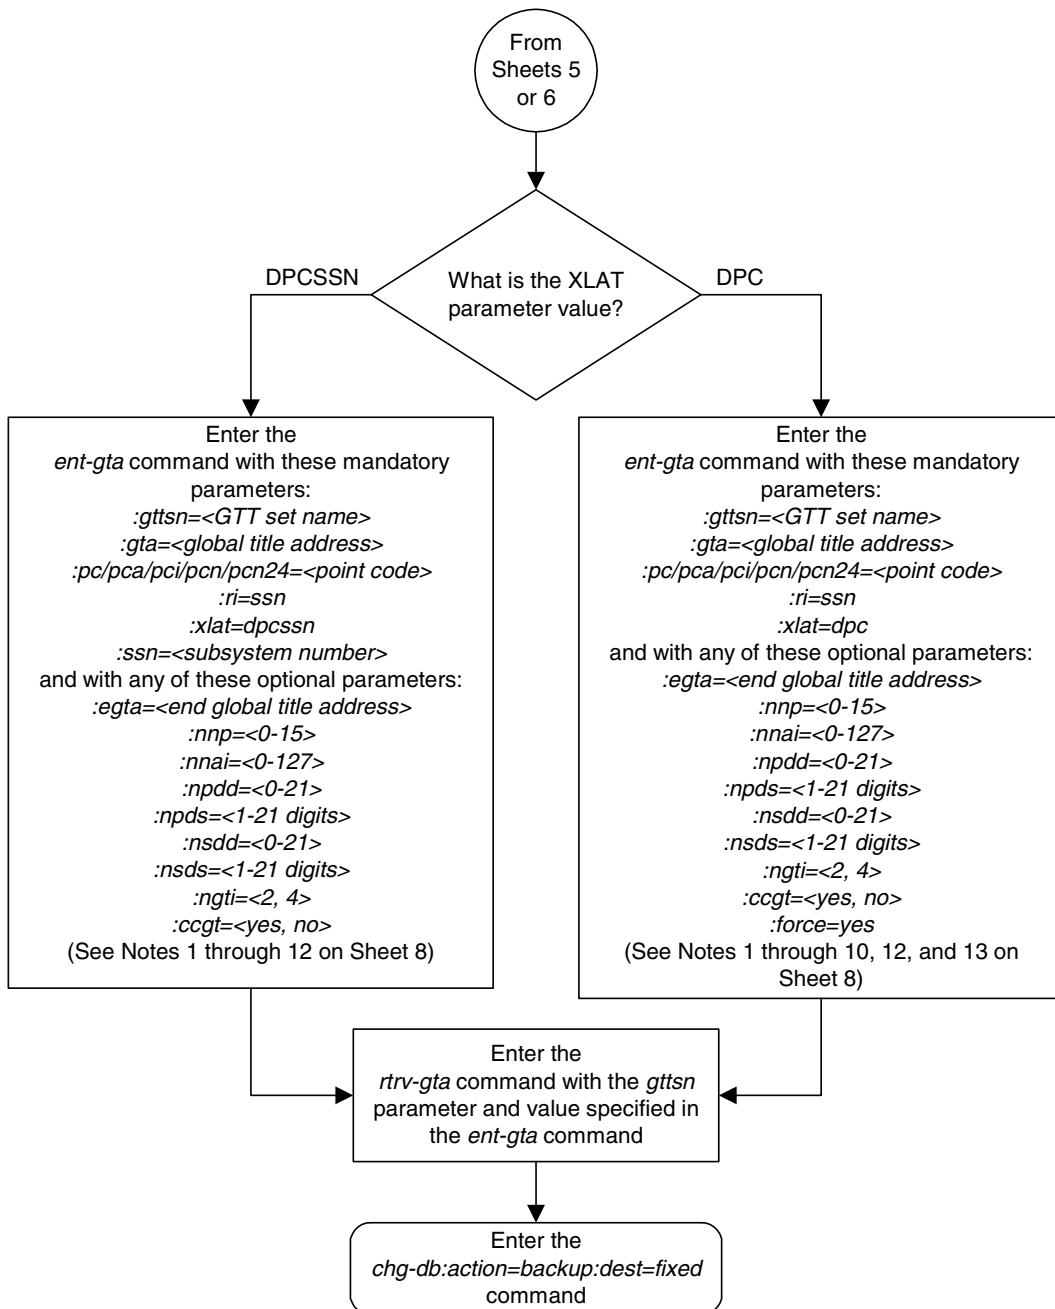 From
Sheets 5
or 6
What is the XLAT
parameter value?
DPCSSN
DPC
Enter the
ent-gta command with these mandatory
parameters:
:gttsn=<GTT set name>
:gta=<global title address>
:pc/pca/pci/pcn/pcn24=<point code>
:ri=ssn
:xlat=dpcssn
:ssn=<subsystem number>
and with any of these optional parameters:
:egta=<end global title address>
:nnp=<0-15>
:nnai=<0-127>
:npdd=<0-21>
:npds=<1-21 digits>
:nsdd=<0-21>
:nsds=<1-21 digits>
:ngti=<2, 4>
:ccgt=<yes, no>
(See Notes 1 through 12 on Sheet 8)
Enter the
ent-gta command with these mandatory
parameters:
:gttsn=<GTT set name>
:gta=<global title address>
:pc/pca/pci/pcn/pcn24=<point code>
:ri=ssn
:xlat=dpc
and with any of these optional parameters:
:egta=<end global title address>
:nnp=<0-15>
:nnai=<0-127>
:npdd=<0-21>
:npds=<1-21 digits>
:nsdd=<0-21>
:nsds=<1-21 digits>
:ngti=<2, 4>
:ccgt=<yes, no>
:force=yes
(See Notes 1 through 10, 12, and 13 on
Sheet 8)
Enter the
rtrv-gta command with the gttsn
parameter and value specified in
the ent-gta command
Enter the
chg-db:action=backup:dest=fixed
command